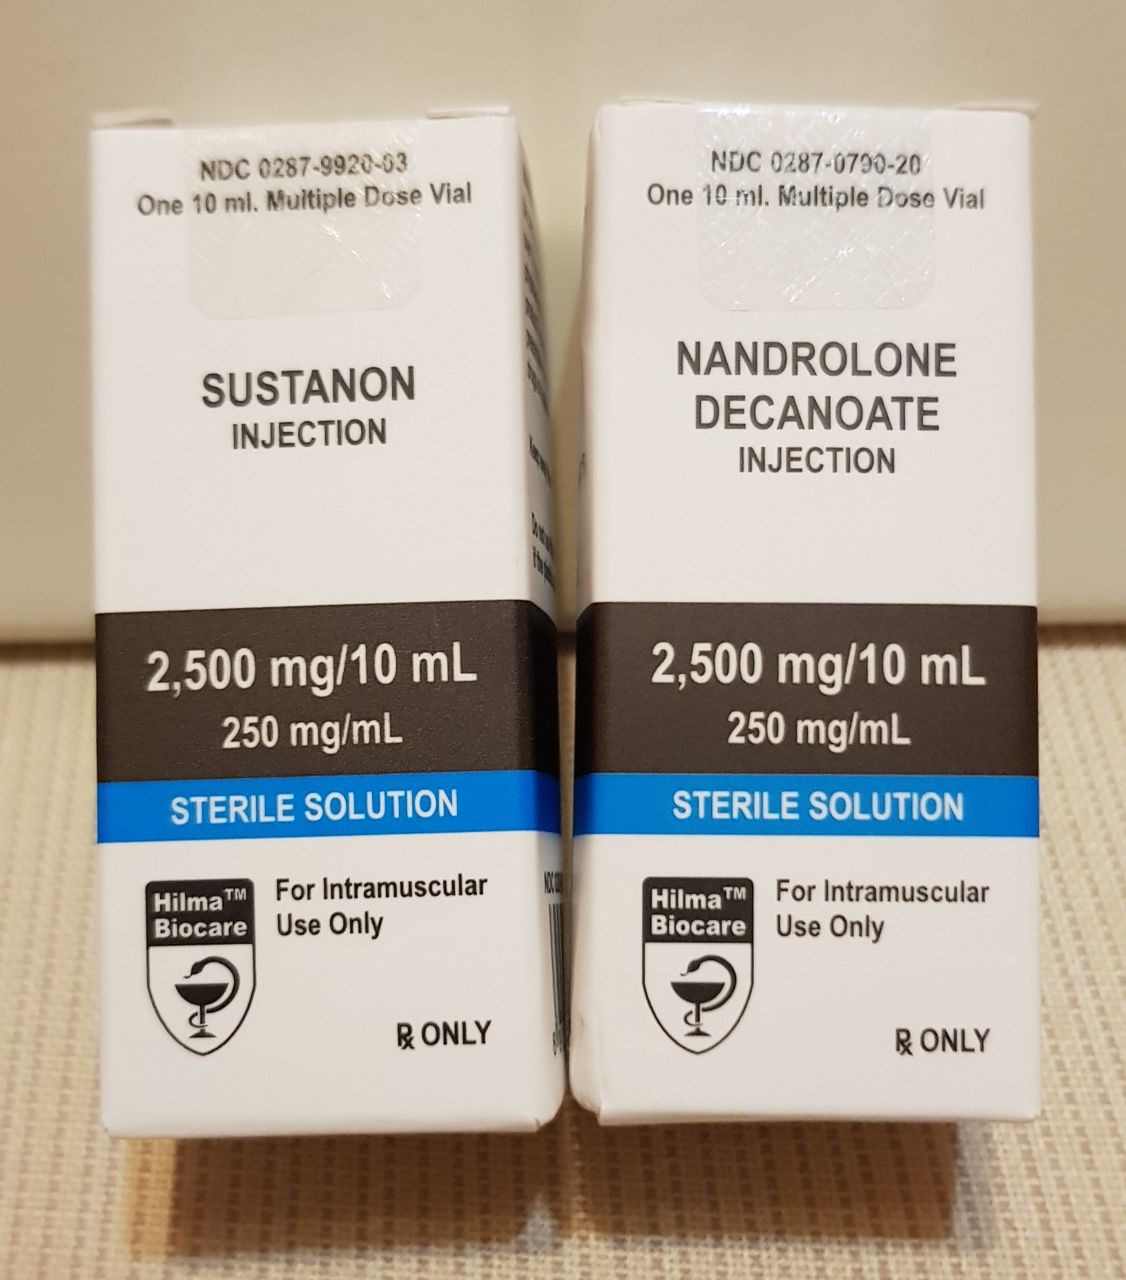 NDC 0287-9920-03
One 10 ml. Multiple Dose Vial
SUSTANON
INJECTION
2,500 mg/10 mL
250 mg/mL
STERILE SOLUTION
Hilma™
Biocare
For Intramuscular
Use Only
℞ ONLY
NDC 0287-0790-20
One 10 ml. Multiple Dose Vial
NANDROLONE
DECANOATE
INJECTION
2,500 mg/10 mL
250 mg/mL
STERILE SOLUTION
Hilma™
Biocare
For Intramuscular
Use Only
℞ ONLY